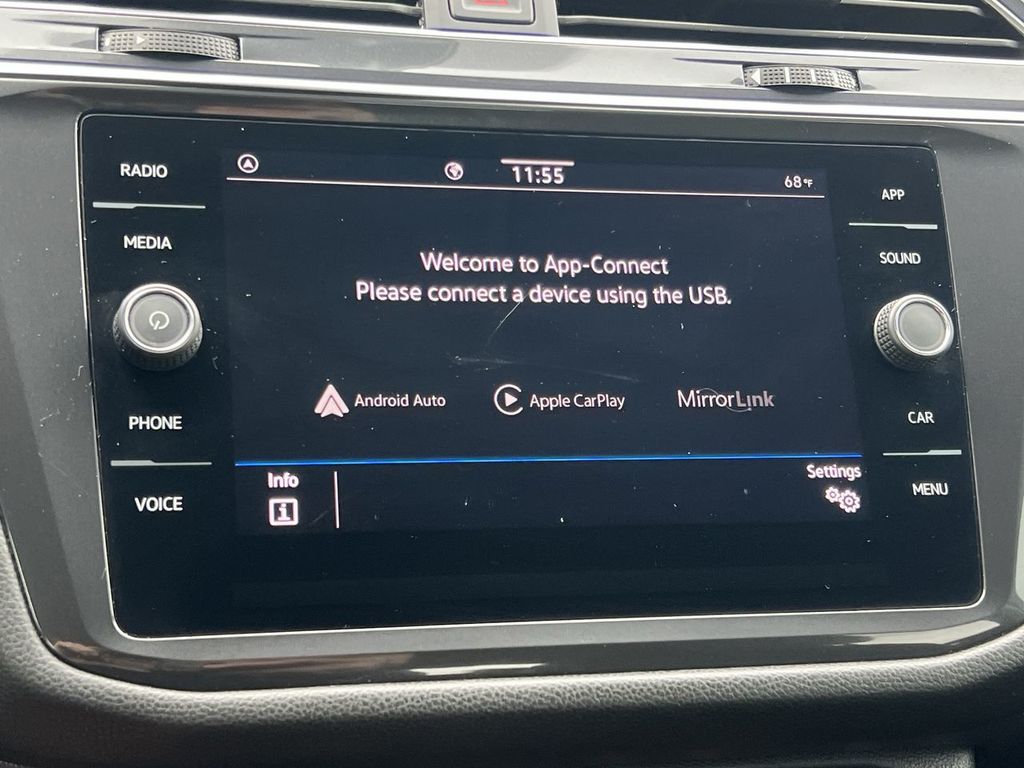 RADIO
MEDIA
PHONE
VOICE
11:55
68°F
Welcome to App-Connect
Please connect a device using the USB.
Android Auto
Apple CarPlay
MirrorLink
Info
i
Settings
APP
SOUND
CAR
MENU